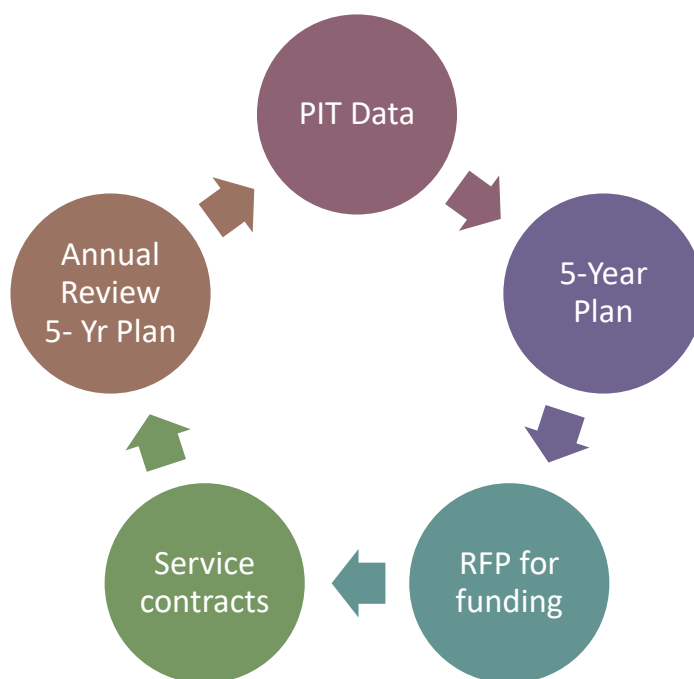 PIT Data
5-Year
Plan
RFP for
funding
Service
contracts
Annual
Review
5- Yr Plan